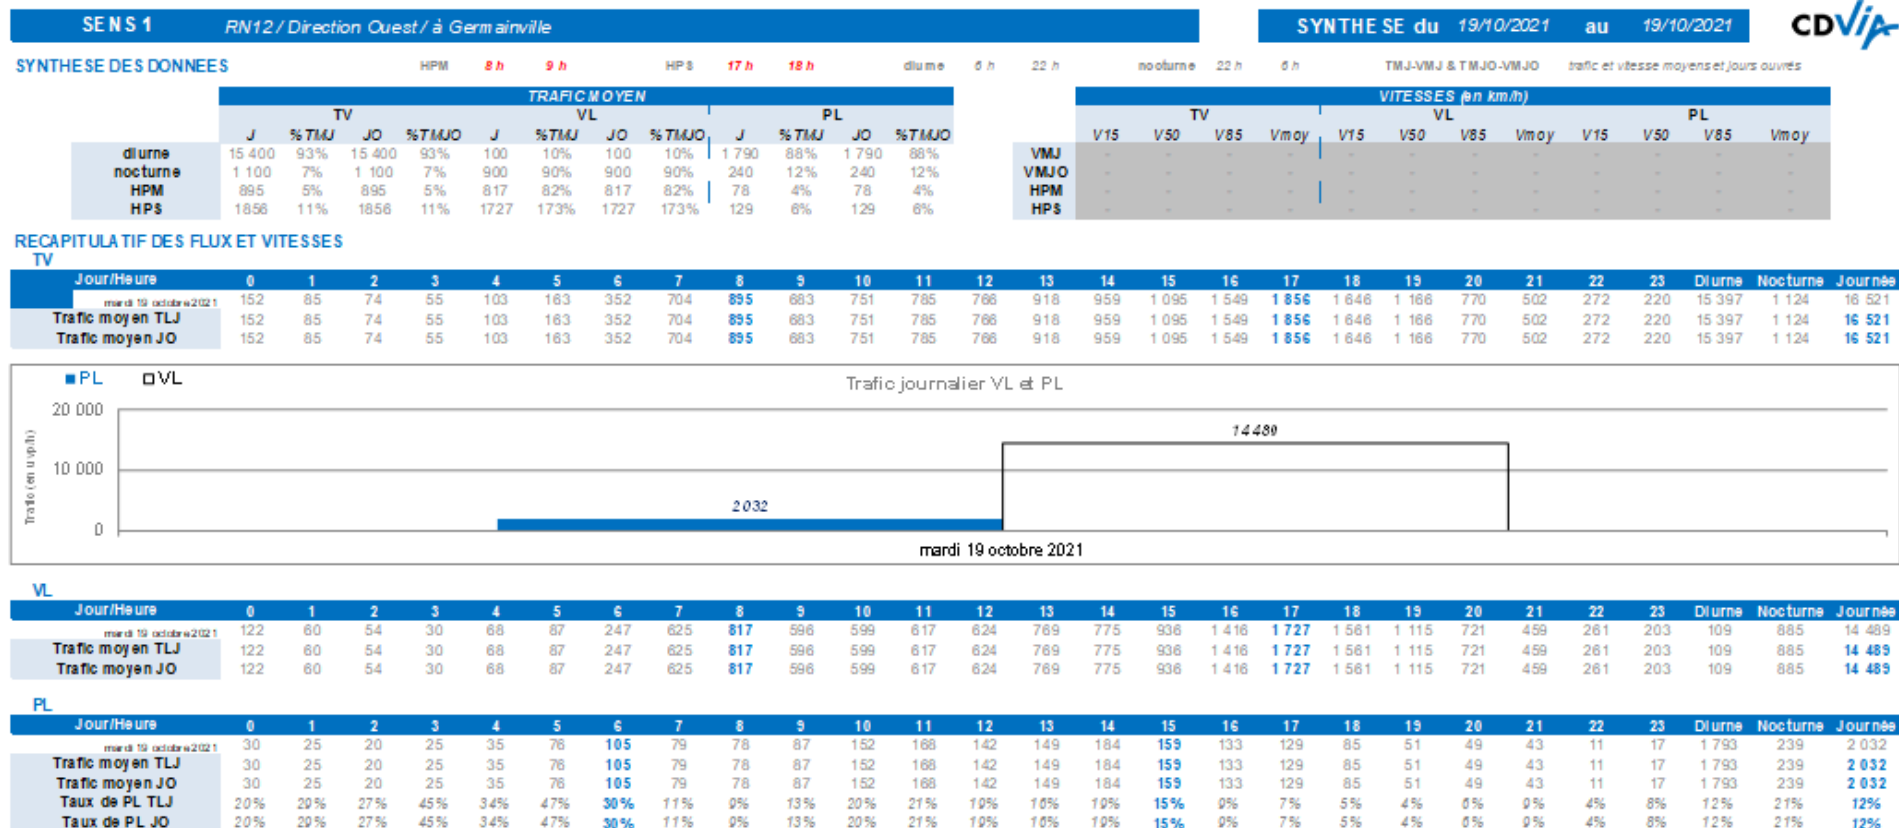 SENS 1 RN12 / Direction Ouest / à Germainville SYNTHESE du 19/10/2021 au 19/10/2021 CDVIA
SYNTHESE DES DONNEES HPM 8 h 9 h HPS 17 h 18 h diurne 6 h 22 h nocturne 22 h 6 h TMJ-VMJ & TMJO-VMJO trafic et vitesse moyens et jours ouvrés
TRAFIC MOYEN VITESSES (en km/h)
TV VL PL TV VL PL
J %TMJ JO %TMJO J %TMJ JO %TMJO J %TMJ JO %TMJO V15 V50 V85 Vmoy V15 V50 V85 Vmoy V15 V50 V85 Vmoy
diurne 15 400 93% 15 400 93% 100 10% 100 10% 1 790 88% 1 790 88% VMJ - - - - - - - - - - - -
nocturne 1 100 7% 1 100 7% 900 90% 900 90% 240 12% 240 12% VMJO - - - - - - - - - - - -
HPM 895 5% 895 5% 817 82% 817 82% 78 4% 78 4% HPM - - - - - - - - - - - -
HPS 1856 11% 1856 11% 1727 173% 1727 173% 129 6% 129 6% HPS - - - - - - - - - - - -
RECAPITULATIF DES FLUX ET VITESSES
TV
Jour/Heure 0 1 2 3 4 5 6 7 8 9 10 11 12 13 14 15 16 17 18 19 20 21 22 23 Diurne Nocturne Journée
mardi 19 octobre 2021 152 85 74 55 103 163 352 704 895 683 751 785 766 918 959 1 095 1 549 1 856 1 646 1 166 770 502 272 220 15 397 1 124 16 521
Trafic moyen TLJ 152 85 74 55 103 163 352 704 895 683 751 785 766 918 959 1 095 1 549 1 856 1 646 1 166 770 502 272 220 15 397 1 124 16 521
Trafic moyen JO 152 85 74 55 103 163 352 704 895 683 751 785 766 918 959 1 095 1 549 1 856 1 646 1 166 770 502 272 220 15 397 1 124 16 521
PL VL Trafic journalier VL et PL
20 000
14 489
Trafic (en uvp/h)
10 000
2 032
0
mardi 19 octobre 2021
VL
Jour/Heure 0 1 2 3 4 5 6 7 8 9 10 11 12 13 14 15 16 17 18 19 20 21 22 23 Diurne Nocturne Journée
mardi 19 octobre 2021 122 60 54 30 68 87 247 625 817 596 599 617 624 769 775 936 1 416 1 727 1 561 1 115 721 459 261 203 109 885 14 489
Trafic moyen TLJ 122 60 54 30 68 87 247 625 817 596 599 617 624 769 775 936 1 416 1 727 1 561 1 115 721 459 261 203 109 885 14 489
Trafic moyen JO 122 60 54 30 68 87 247 625 817 596 599 617 624 769 775 936 1 416 1 727 1 561 1 115 721 459 261 203 109 885 14 489
PL
Jour/Heure 0 1 2 3 4 5 6 7 8 9 10 11 12 13 14 15 16 17 18 19 20 21 22 23 Diurne Nocturne Journée
mardi 19 octobre 2021 30 25 20 25 35 76 105 79 78 87 152 168 142 149 184 159 133 129 85 51 49 43 11 17 1 793 239 2 032
Trafic moyen TLJ 30 25 20 25 35 76 105 79 78 87 152 168 142 149 184 159 133 129 85 51 49 43 11 17 1 793 239 2 032
Trafic moyen JO 30 25 20 25 35 76 105 79 78 87 152 168 142 149 184 159 133 129 85 51 49 43 11 17 1 793 239 2 032
Taux de PL TLJ 20% 29% 27% 45% 34% 47% 30% 11% 9% 13% 20% 21% 19% 16% 19% 15% 9% 7% 5% 4% 6% 9% 4% 8% 12% 21% 12%
Taux de PL JO 20% 29% 27% 45% 34% 47% 30% 11% 9% 13% 20% 21% 19% 16% 19% 15% 9% 7% 5% 4% 6% 9% 4% 8% 12% 21% 12%